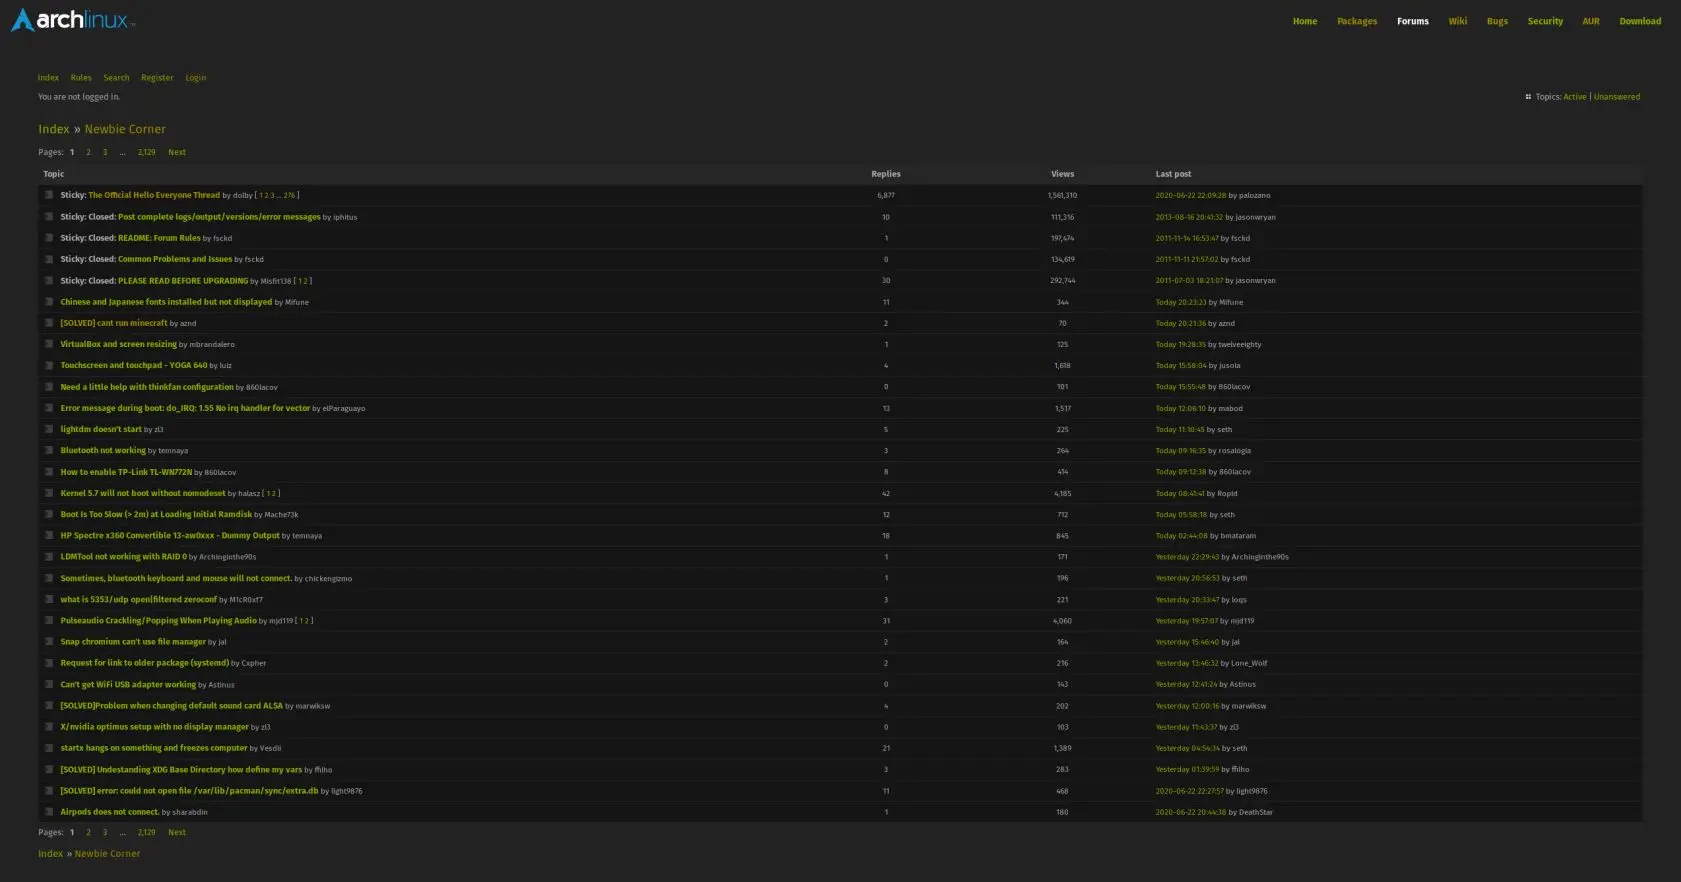 archlinux
Home Packages Forums Wiki Bugs Security AUR Download
Index Rules Search Register Login
You are not logged in.
Topics: Active | Unanswered
Index » Newbie Corner
Pages: 1 2 3 … 2,129 Next
Topic Replies Views Last post
Sticky: The Official Hello Everyone Thread by dolby [ 1 2 3 … 276 ] 6,877 1,561,310 2020-06-22 22:09:28 by palozano
Sticky: Closed: Post complete logs/output/versions/error messages by iphitus 10 111,316 2013-08-16 20:41:32 by jasonwryan
Sticky: Closed: README: Forum Rules by fsckd 1 197,474 2011-11-14 16:53:47 by fsckd
Sticky: Closed: Common Problems and Issues by fsckd 0 134,619 2011-11-11 21:57:02 by fsckd
Sticky: Closed: PLEASE READ BEFORE UPGRADING by Misfit138 [ 1 2 ] 30 292,744 2011-07-03 18:21:07 by jasonwryan
Chinese and Japanese fonts installed but not displayed by Mifune 11 344 Today 20:23:23 by Mifune
[SOLVED] cant run minecraft by aznd 2 70 Today 20:21:36 by aznd
VirtualBox and screen resizing by mbrandalero 1 125 Today 19:28:35 by twelveeighty
Touchscreen and touchpad - YOGA 640 by luiz 4 1,618 Today 15:58:04 by jusola
Need a little help with thinkfan configuration by 860lacov 0 101 Today 15:55:48 by 860lacov
Error message during boot: do_IRQ: 1.55 No irq handler for vector by elParaguayo 13 1,517 Today 12:06:10 by mabod
lightdm doesn't start by zl3 5 225 Today 11:10:45 by seth
Bluetooth not working by temnaya 3 264 Today 09:16:35 by rosalogia
How to enable TP-Link TL-WN772N by 860lacov 8 414 Today 09:12:38 by 860lacov
Kernel 5.7 will not boot without nomodeset by halasz [ 1 2 ] 42 4,185 Today 08:41:41 by Ropid
Boot Is Too Slow (> 2m) at Loading Initial Ramdisk by Mache73k 12 712 Today 05:58:18 by seth
HP Spectre x360 Convertible 13-aw0xxx - Dummy Output by temnaya 18 845 Today 02:44:08 by bmataram
LDMTool not working with RAID 0 by Archinginthe90s 1 171 Yesterday 22:29:43 by Archinginthe90s
Sometimes, bluetooth keyboard and mouse will not connect. by chickengizmo 1 196 Yesterday 20:56:53 by seth
what is 5353/udp open|filtered zeroconf by M1cR0xf7 3 221 Yesterday 20:33:47 by loqs
Pulseaudio Crackling/Popping When Playing Audio by mjd119 [ 1 2 ] 31 4,060 Yesterday 19:57:07 by mjd119
Snap chromium can't use file manager by jal 2 164 Yesterday 15:46:40 by jal
Request for link to older package (systemd) by Cxpher 2 216 Yesterday 13:46:32 by Lone_Wolf
Can't get WiFi USB adapter working by Astinus 0 143 Yesterday 12:41:24 by Astinus
[SOLVED]Problem when changing default sound card ALSA by marwiksw 4 202 Yesterday 12:00:16 by marwiksw
X/nvidia optimus setup with no display manager by zl3 0 103 Yesterday 11:43:37 by zl3
startx hangs on something and freezes computer by Vesdii 21 1,389 Yesterday 04:54:34 by seth
[SOLVED] Undestanding XDG Base Directory how define my vars by ffilho 3 283 Yesterday 01:39:59 by ffilho
[SOLVED] error: could not open file /var/lib/pacman/sync/extra.db by light9876 11 468 2020-06-22 22:27:57 by light9876
Airpods does not connect. by sharabdin 1 180 2020-06-22 20:44:38 by DeathStar
Pages: 1 2 3 … 2,129 Next
Index » Newbie Corner